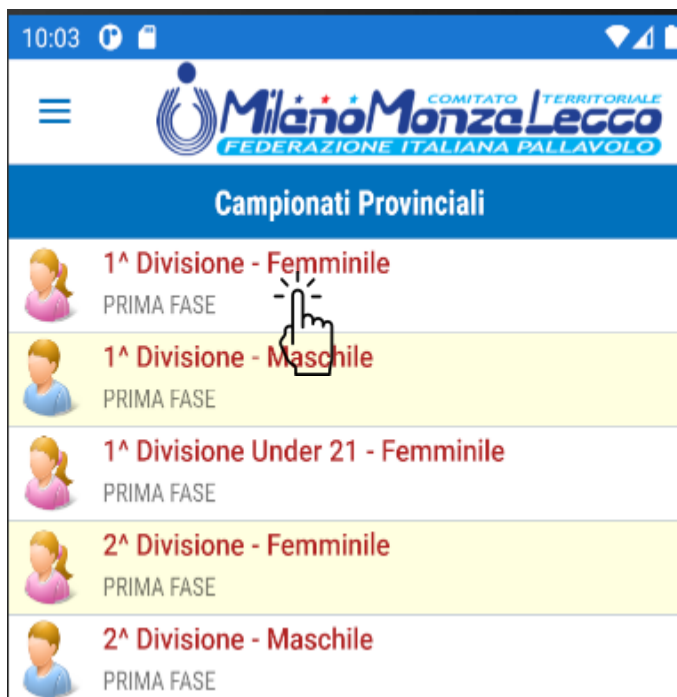 10:03
COMITATO TERRITORIALE
MilanoMonzaLecco
FEDERAZIONE ITALIANA PALLAVOLO
Campionati Provinciali
1^ Divisione - Femminile
PRIMA FASE
1^ Divisione - Maschile
PRIMA FASE
1^ Divisione Under 21 - Femminile
PRIMA FASE
2^ Divisione - Femminile
PRIMA FASE
2^ Divisione - Maschile
PRIMA FASE